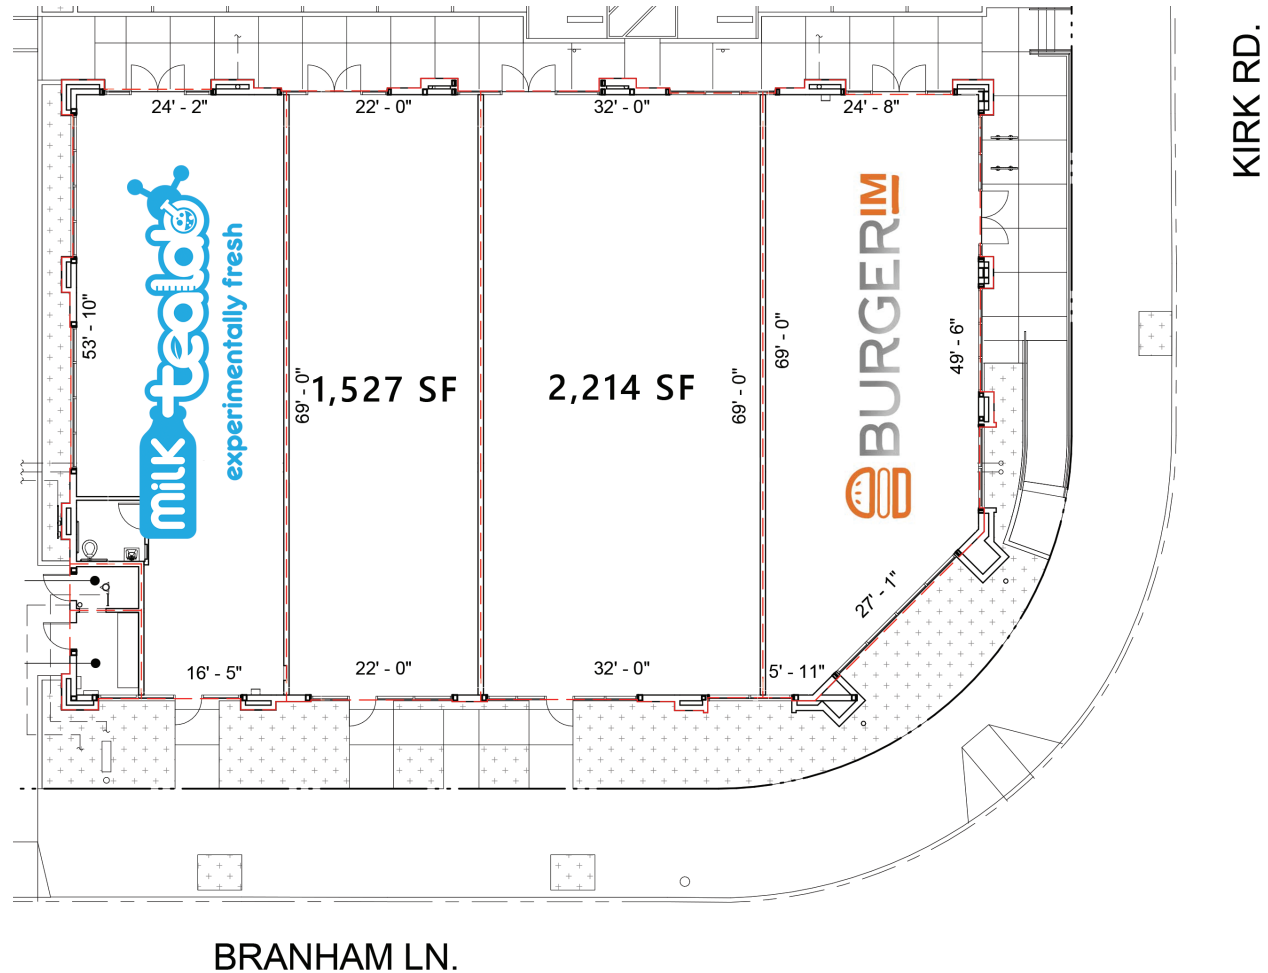 KIRK RD.
24' - 2"
22' - 0"
32' - 0"
24' - 8"
53' - 10"
milk+tealab
experimentally fresh
69' - 0"
1,527 SF
2,214 SF
69' - 0"
69' - 0"
BURGERIM
49' - 6"
27' - 1"
16' - 5"
22' - 0"
32' - 0"
5' - 11"
BRANHAM LN.